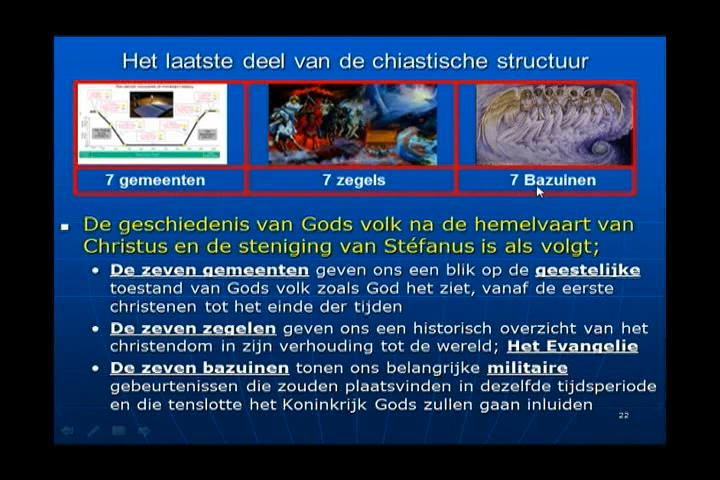 Het laatste deel van de chiastische structuur
7 gemeenten
7 zegels
7 Bazuinen
De geschiedenis van Gods volk na de hemelvaart van
Christus en de steniging van Stéfanus is als volgt;
De zeven gemeenten geven ons een blik op de geestelijke
toestand van Gods volk zoals God het ziet, vanaf de eerste
christenen tot het einde der tijden
De zeven zegelen geven ons een historisch overzicht van het
christendom in zijn verhouding tot de wereld; Het Evangelie
De zeven bazuinen tonen ons belangrijke militaire
gebeurtenissen die zouden plaatsvinden in dezelfde tijdsperiode
en die tenslotte het Koninkrijk Gods zullen gaan inluiden
22